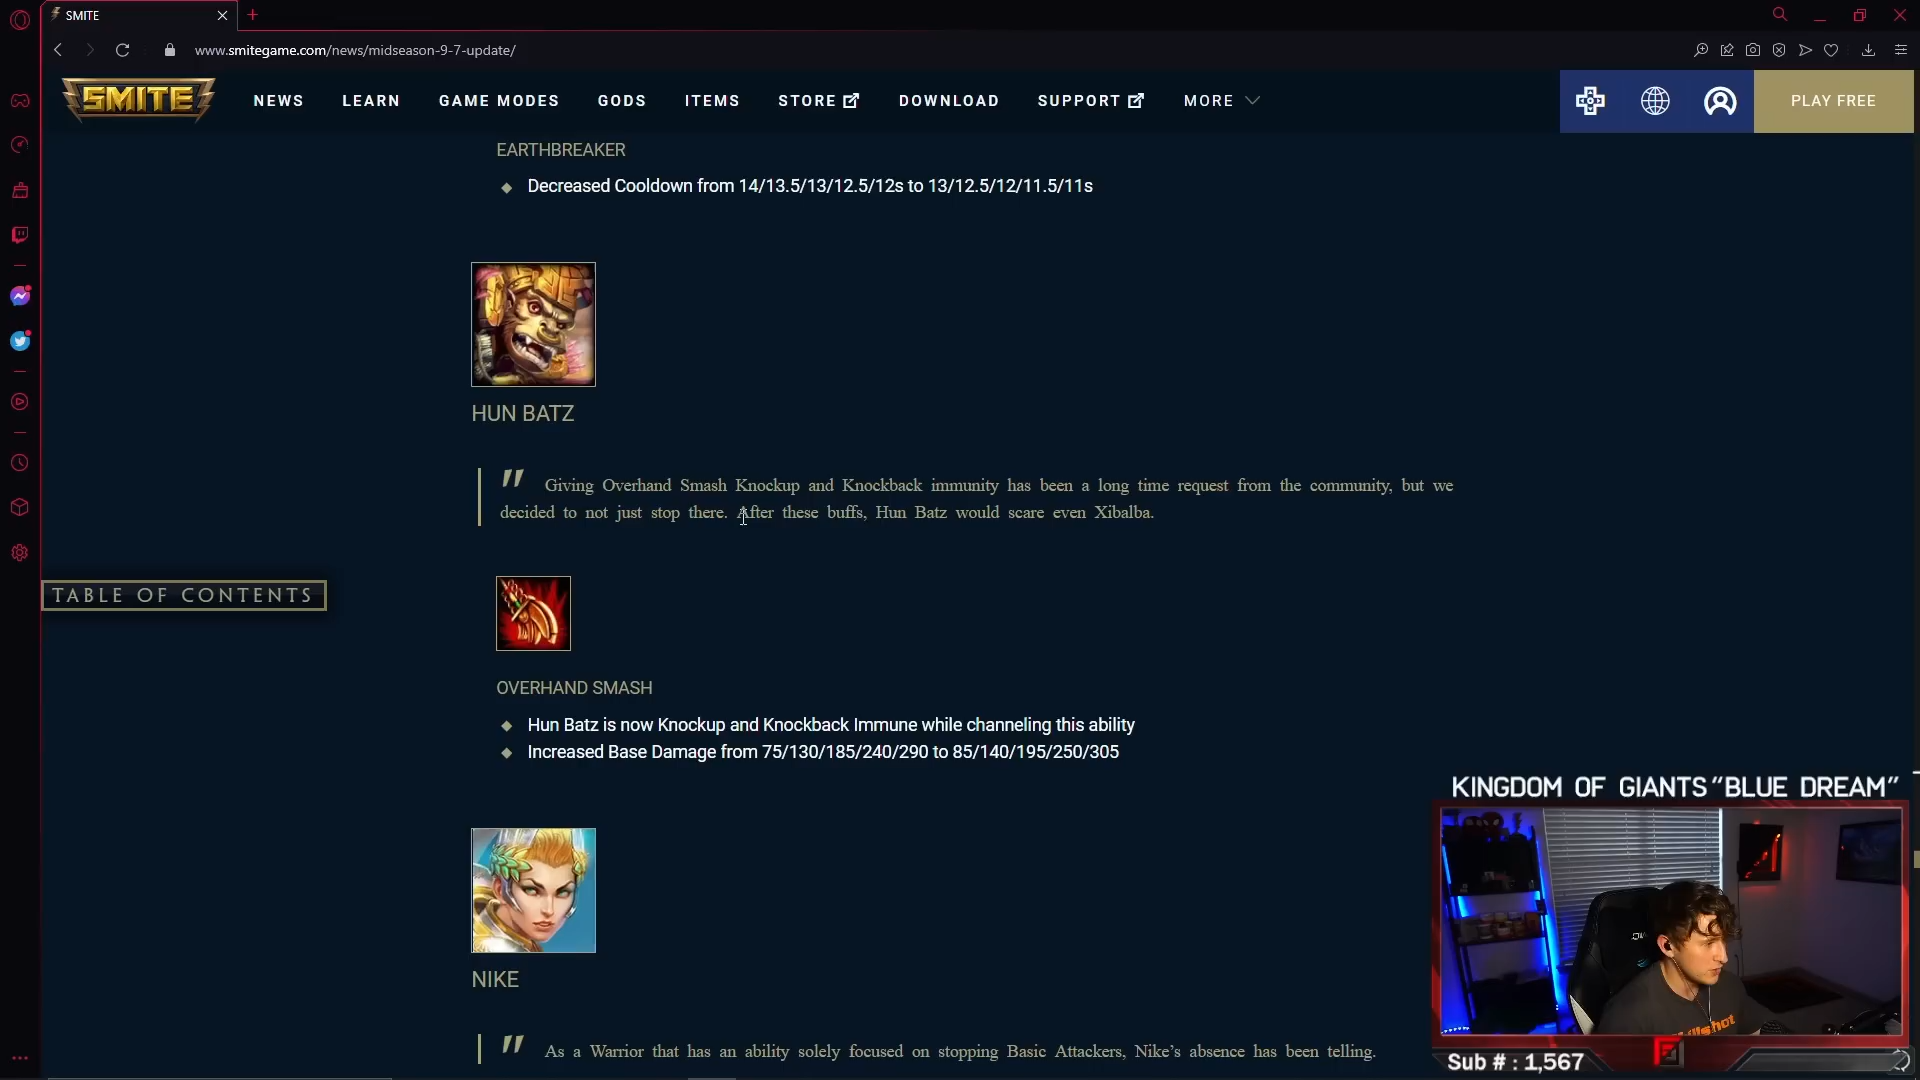 SMITE
www.smitegame.com/news/midseason-9-7-update/
SMITE
NEWS
LEARN
GAME MODES
GODS
ITEMS
STORE
DOWNLOAD
SUPPORT
MORE
PLAY FREE
EARTHBREAKER
Decreased Cooldown from 14/13.5/13/12.5/12s to 13/12.5/12/11.5/11s
HUN BATZ
" Giving Overhand Smash Knockup and Knockback immunity has been a long time request from the community, but we
decided to not just stop there. After these buffs, Hun Batz would scare even Xibalba.
TABLE OF CONTENTS
OVERHAND SMASH
Hun Batz is now Knockup and Knockback Immune while channeling this ability
Increased Base Damage from 75/130/185/240/290 to 85/140/195/250/305
KINGDOM OF GIANTS "BLUE DREAM"
NIKE
" As a Warrior that has an ability solely focused on stopping Basic Attackers, Nike's absence has been telling.
Sub # : 1,567